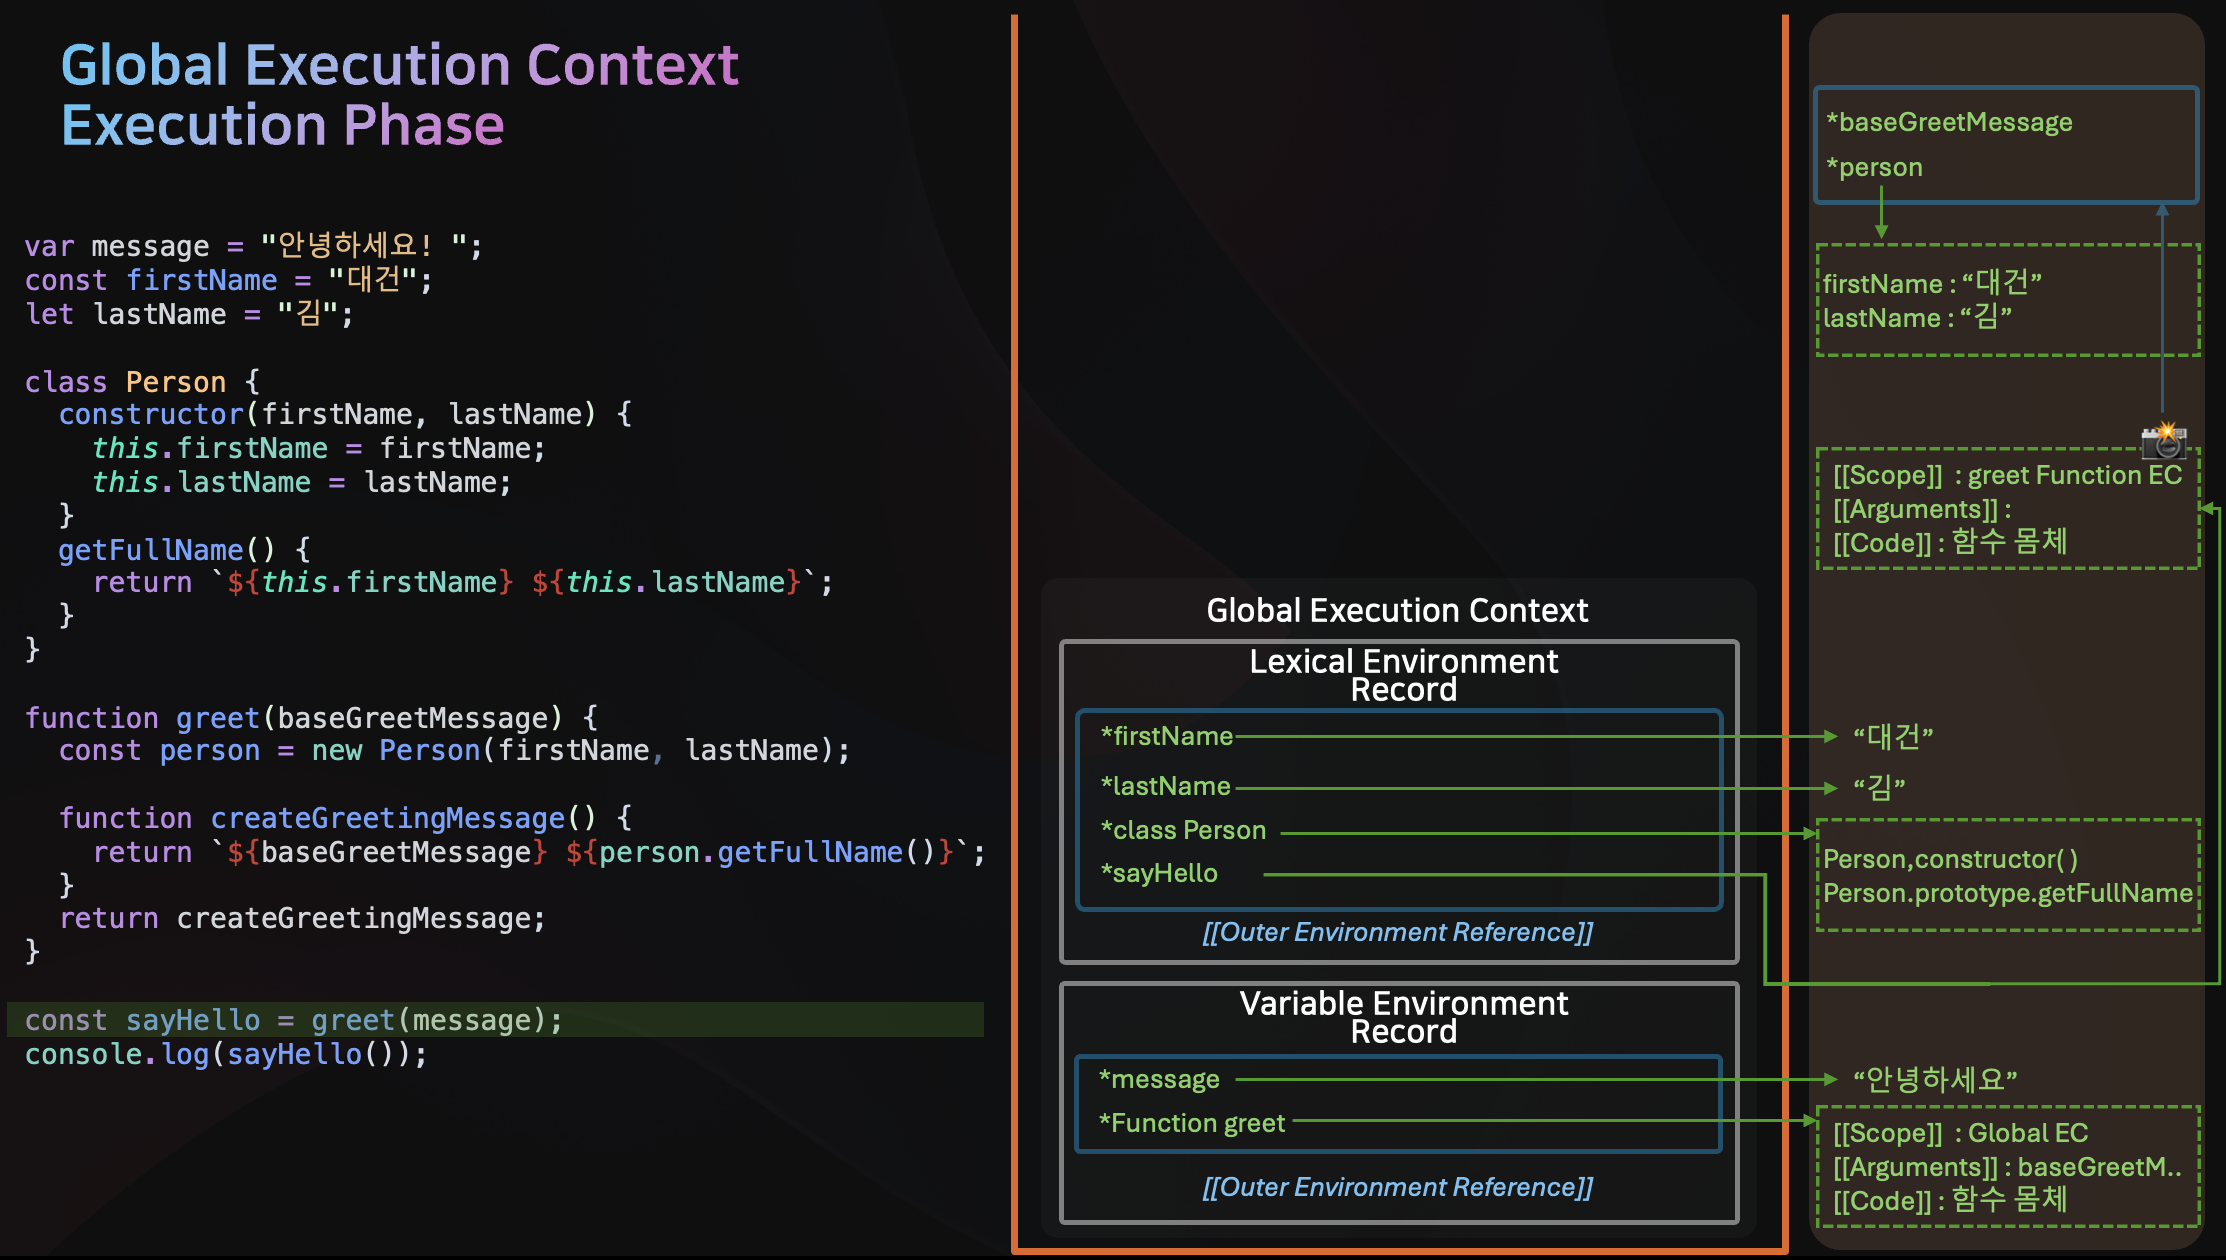 Global Execution Context
Execution Phase
var message = "안녕하세요! ";
const firstName = "대건";
let lastName = "김";
class Person {
  constructor(firstName, lastName) {
    this.firstName = firstName;
    this.lastName = lastName;
  }
  getFullName() {
    return `${this.firstName} ${this.lastName}`;
  }
}
function greet(baseGreetMessage) {
  const person = new Person(firstName, lastName);
  function createGreetingMessage() {
    return `${baseGreetMessage} ${person.getFullName()}`;
  }
  return createGreetingMessage;
}
const sayHello = greet(message);
console.log(sayHello());
Global Execution Context
Lexical Environment
Record
*firstName
*lastName
*class Person
*sayHello
[[Outer Environment Reference]]
Variable Environment
Record
*message
*Function greet
[[Outer Environment Reference]]
*baseGreetMessage
*person
firstName : “대건”
lastName : “김”
[[Scope]] : greet Function EC
[[Arguments]] :
[[Code]] : 함수 몸체
“대건”
“김”
Person,constructor( )
Person.prototype.getFullName
“안녕하세요”
[[Scope]] : Global EC
[[Arguments]] : baseGreetM..
[[Code]] : 함수 몸체